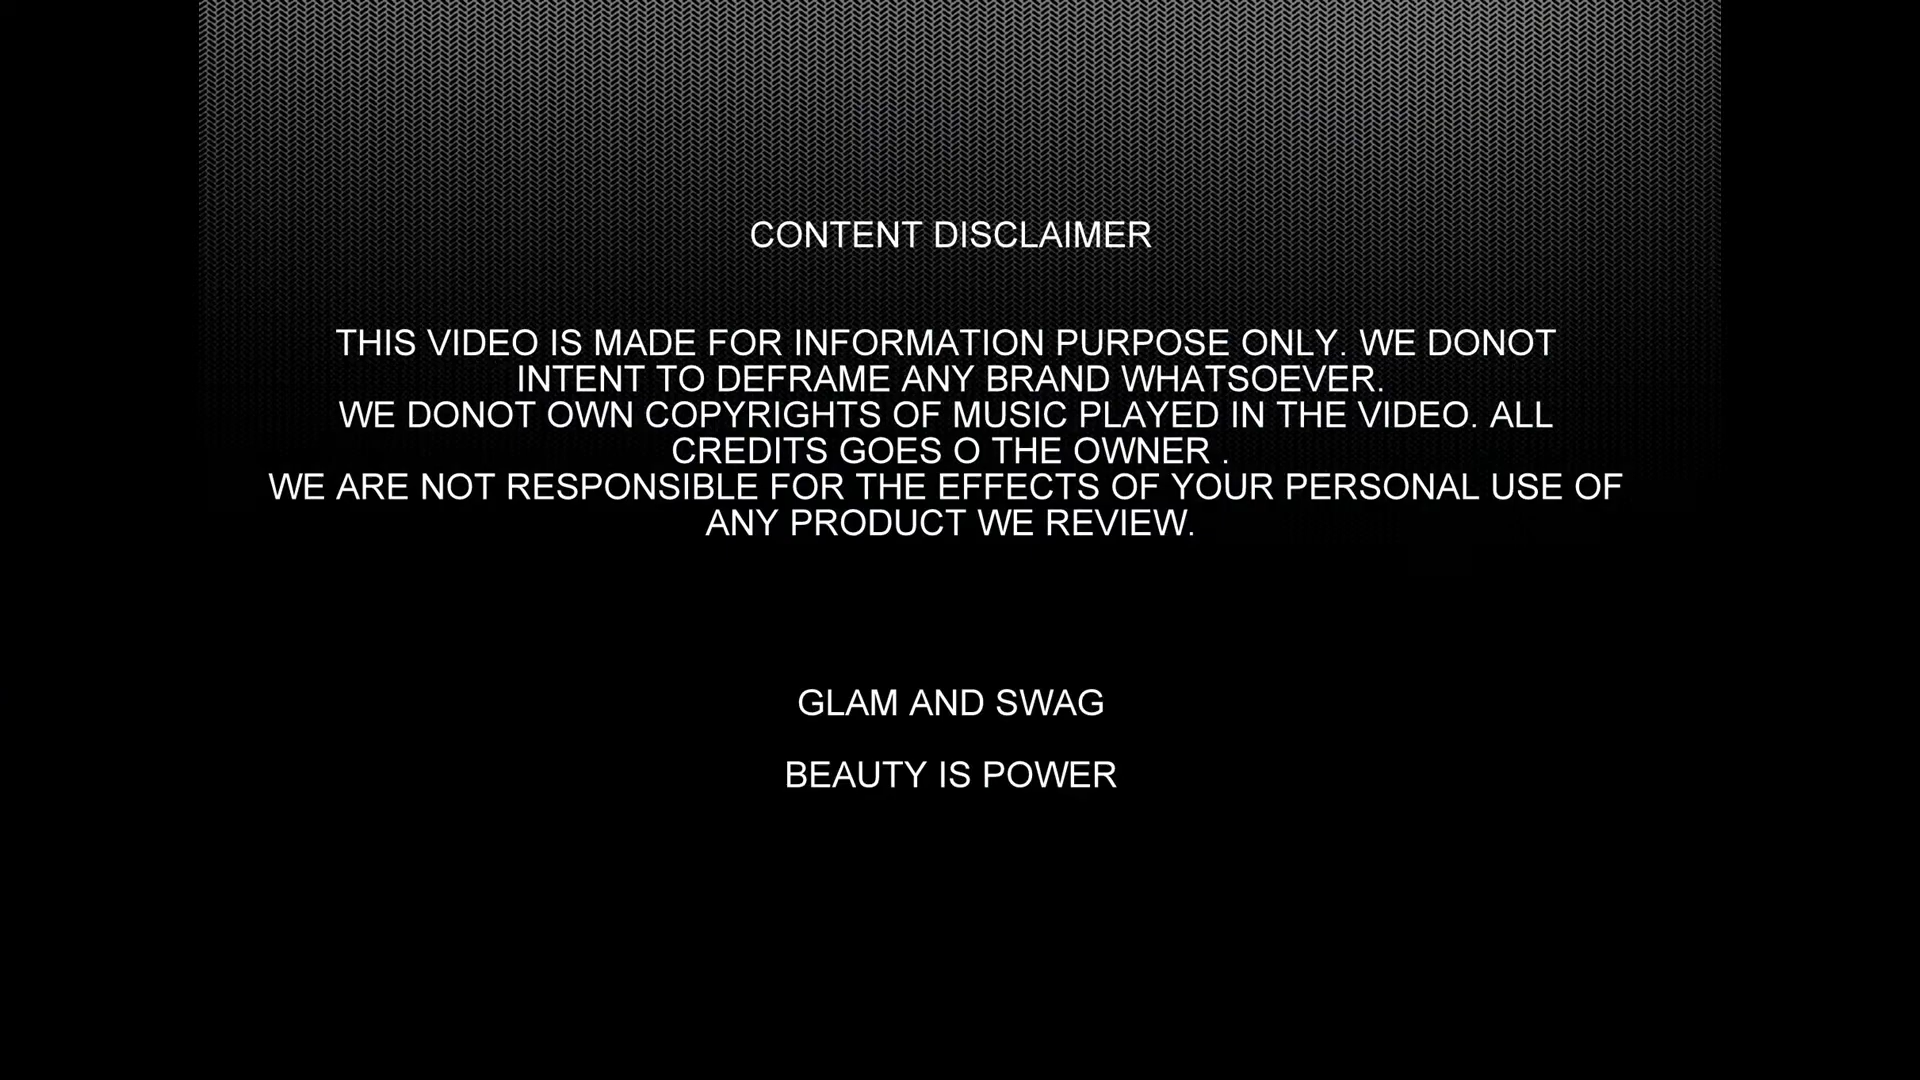 CONTENT DISCLAIMER
THIS VIDEO IS MADE FOR INFORMATION PURPOSE ONLY. WE DONOT
INTENT TO DEFRAME ANY BRAND WHATSOEVER.
WE DONOT OWN COPYRIGHTS OF MUSIC PLAYED IN THE VIDEO. ALL
CREDITS GOES O THE OWNER .
WE ARE NOT RESPONSIBLE FOR THE EFFECTS OF YOUR PERSONAL USE OF
ANY PRODUCT WE REVIEW.
GLAM AND SWAG
BEAUTY IS POWER